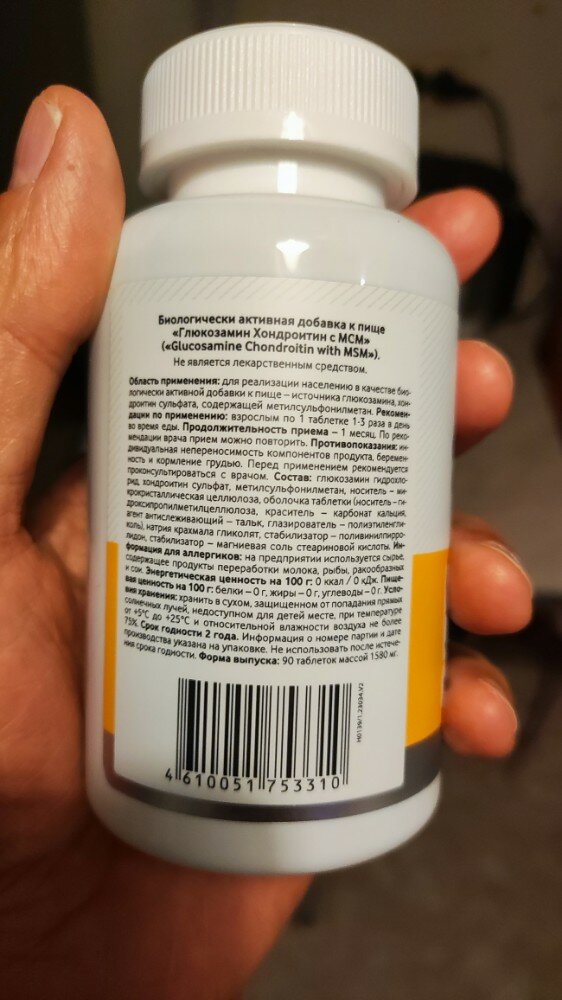 Биологически активная добавка к пище
«Глюкозамин Хондроитин с МСМ»
(«Glucosamine Chondroitin with MSM»).
Не является лекарственным средством.
Область применения: для реализации населению в качестве био-
логически активной добавки к пище – источника глюкозамина, хон-
дроитин сульфата, содержащей метилсульфонилметан. Рекомен-
дации по применению: взрослым по 1 таблетке 1-3 раза в день
во время еды. Продолжительность приема – 1 месяц. По реко-
мендации врача прием можно повторить. Противопоказания: ин-
дивидуальная непереносимость компонентов продукта, беремен-
ность и кормление грудью. Перед применением рекомендуется
проконсультироваться с врачом. Состав: глюкозамин гидрохло-
рид, хондроитин сульфат, метилсульфонилметан, носитель – ми-
крокристаллическая целлюлоза, оболочка таблетки (носитель – ги-
дроксипропилметилцеллюлоза, краситель – карбонат кальция,
агент антислеживающий – тальк, глазирователь – полиэтиленгли-
коль), натрия крахмала гликолят, стабилизатор – поливинилпирро-
лидон, стабилизатор – магниевая соль стеариновой кислоты. Ин-
формация для аллергиков: на предприятии используется сырье,
содержащее продукты переработки молока, рыбы, ракообразных
и сои. Энергетическая ценность на 100 г: 0 ккал / 0 кДж. Пище-
вая ценность на 100 г: белки – 0 г, жиры – 0 г, углеводы – 0 г. Усло-
вия хранения: хранить в сухом, защищенном от попадания прямых
солнечных лучей, недоступном для детей месте, при температуре
от +5°С до +25°С и относительной влажности воздуха не более
75%. Срок годности 2 года. Информация о номере партии и дате
производства указана на упаковке. Не использовать после истече-
ния срока годности. Форма выпуска: 90 таблеток массой 1580 мг.
4 610051 753310
H0139/1.23034.V2